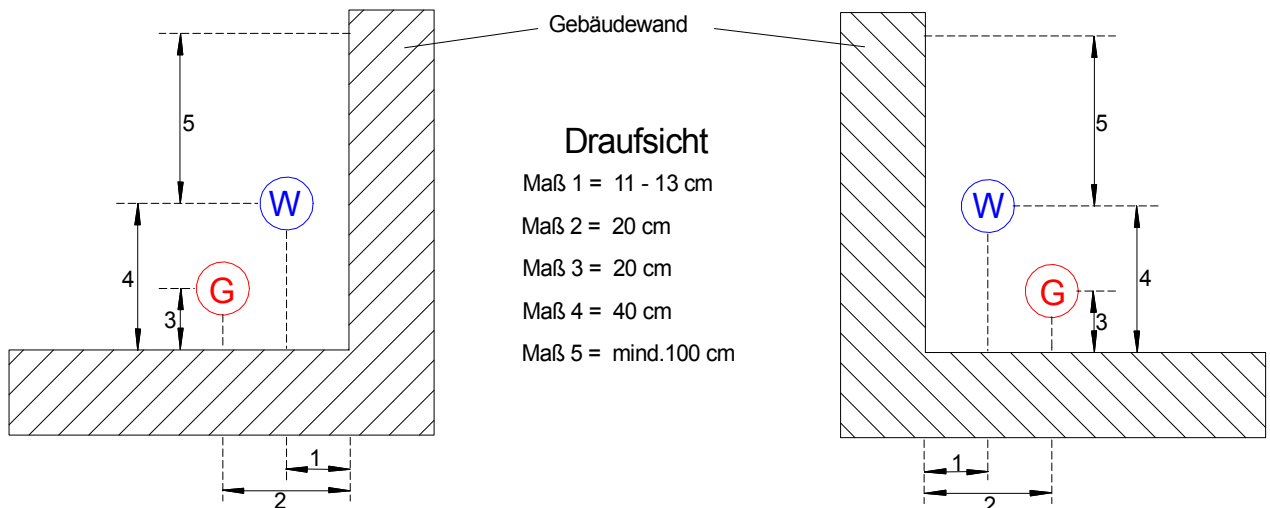 Gebäudewand
Draufsicht
Maß 1 = 11 - 13 cm
Maß 2 = 20 cm
Maß 3 = 20 cm
Maß 4 = 40 cm
Maß 5 = mind.100 cm
5
W
4
G
3
1
2
5
W
4
G
3
1
2